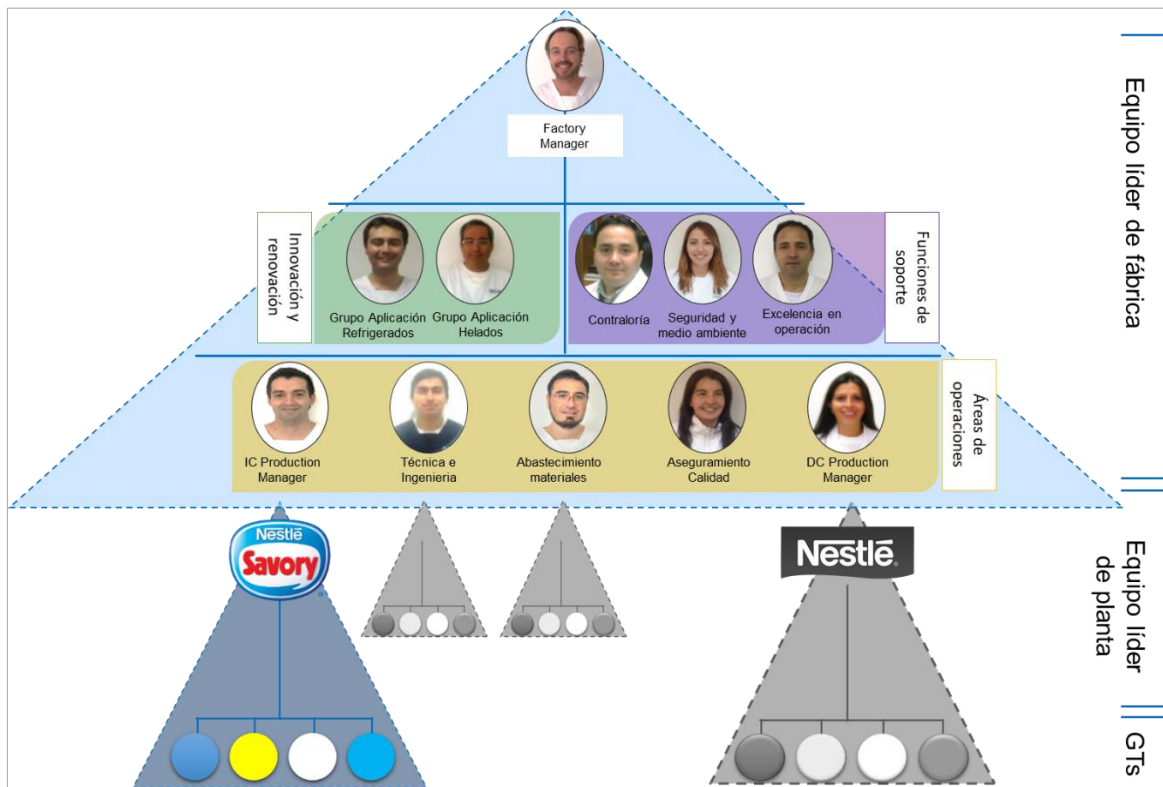 Factory
Manager
Innovación y
renovación
Grupo Aplicación
Refrigerados
Grupo Aplicación
Helados
Contraloría
Seguridad y
medio ambiente
Excelencia en
operación
Funciones de
soporte
IC Production
Manager
Técnica e
Ingenieria
Abastecimiento
materiales
Aseguramiento
Calidad
DC Production
Manager
Áreas de
operaciones
Equipo líder de fábrica
Nestlé
Savory
Nestlé
Equipo líder
de planta
GTs